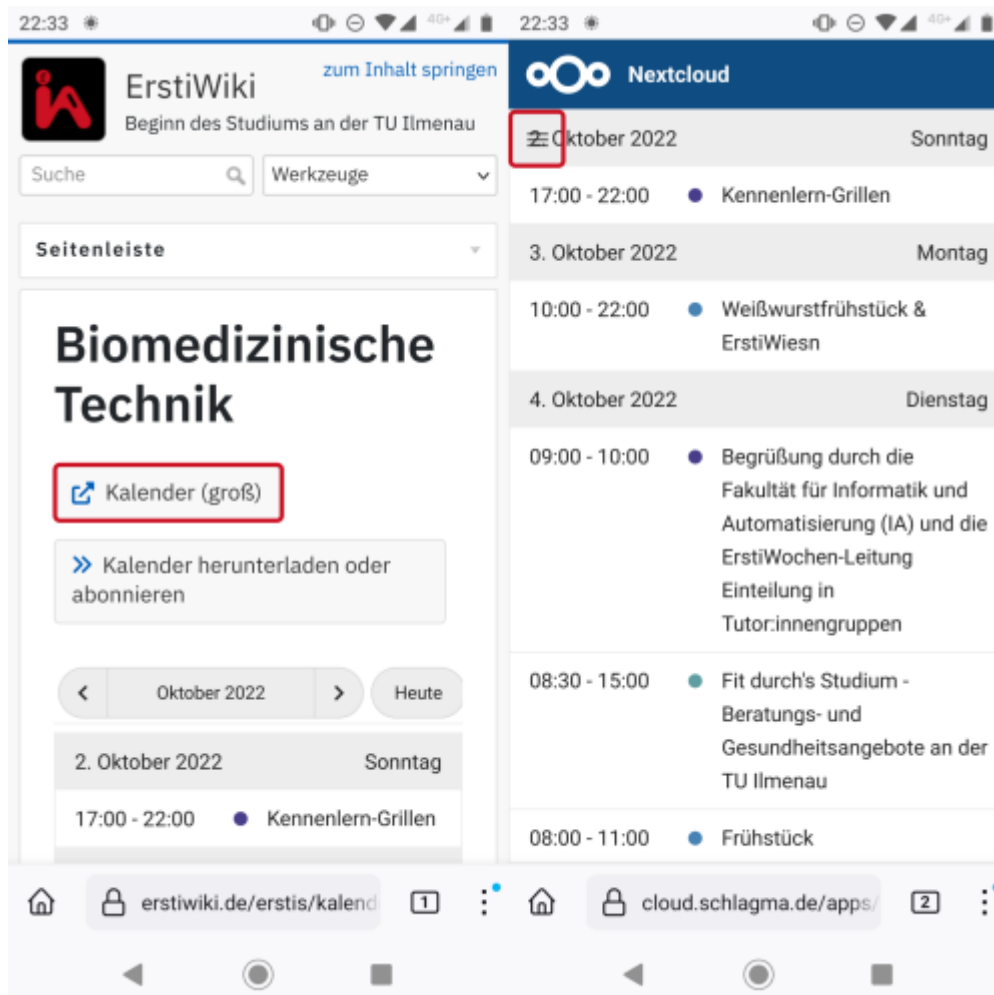 22:33
4G+
ErstiWiki
zum Inhalt springen
Beginn des Studiums an der TU Ilmenau
Suche
Werkzeuge
Seitenleiste
Biomedizinische
Technik
Kalender (groß)
Kalender herunterladen oder
abonnieren
Oktober 2022
Heute
2. Oktober 2022 Sonntag
17:00 - 22:00 Kennenlern-Grillen
erstiwiki.de/erstis/kalend
1
22:33
4G+
Nextcloud
2. Oktober 2022 Sonntag
17:00 - 22:00 Kennenlern-Grillen
3. Oktober 2022 Montag
10:00 - 22:00 Weißwurstfrühstück &
ErstiWiesn
4. Oktober 2022 Dienstag
09:00 - 10:00 Begrüßung durch die
Fakultät für Informatik und
Automatisierung (IA) und die
ErstiWochen-Leitung
Einteilung in
Tutor:innengruppen
08:30 - 15:00 Fit durch's Studium -
Beratungs- und
Gesundheitsangebote an der
TU Ilmenau
08:00 - 11:00 Frühstück
cloud.schlagma.de/apps/
2